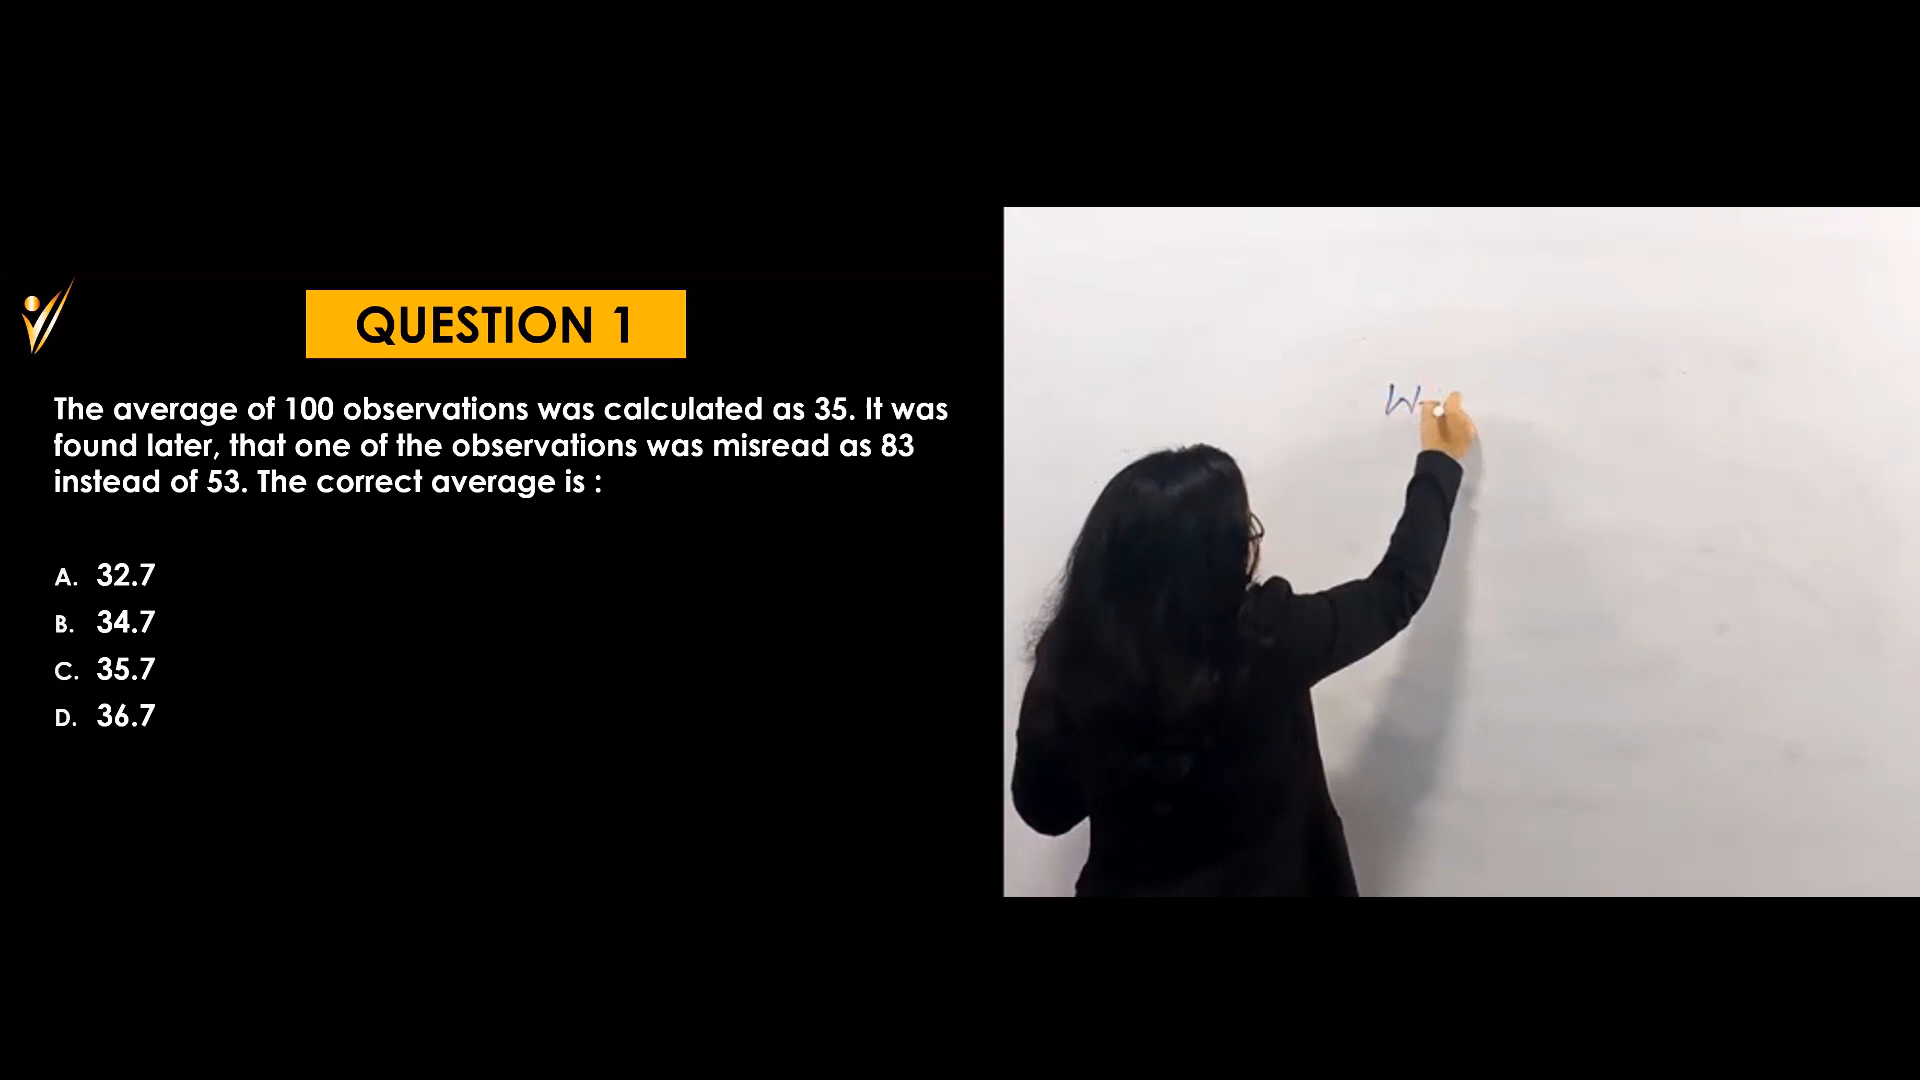 QUESTION 1
The average of 100 observations was calculated as 35. It was
found later, that one of the observations was misread as 83
instead of 53. The correct average is :
A. 32.7
B. 34.7
C. 35.7
D. 36.7
W